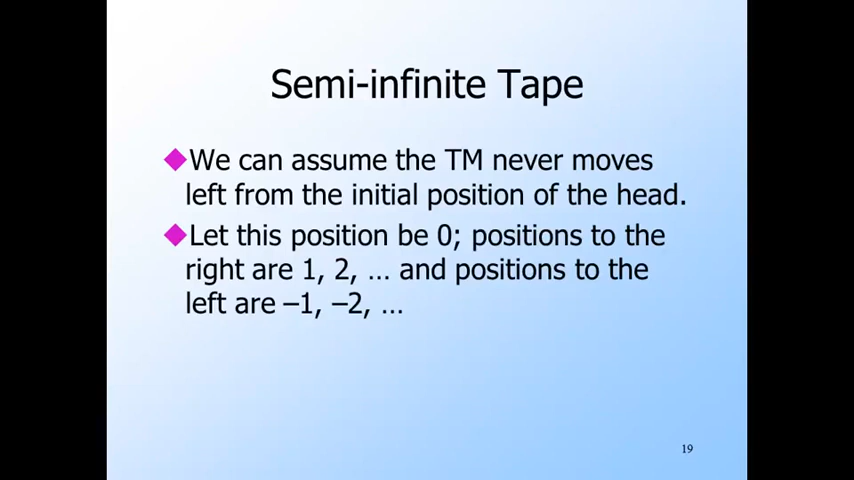 Semi-infinite Tape
We can assume the TM never moves
left from the initial position of the head.
Let this position be 0; positions to the
right are 1, 2, … and positions to the
left are –1, –2, …
19